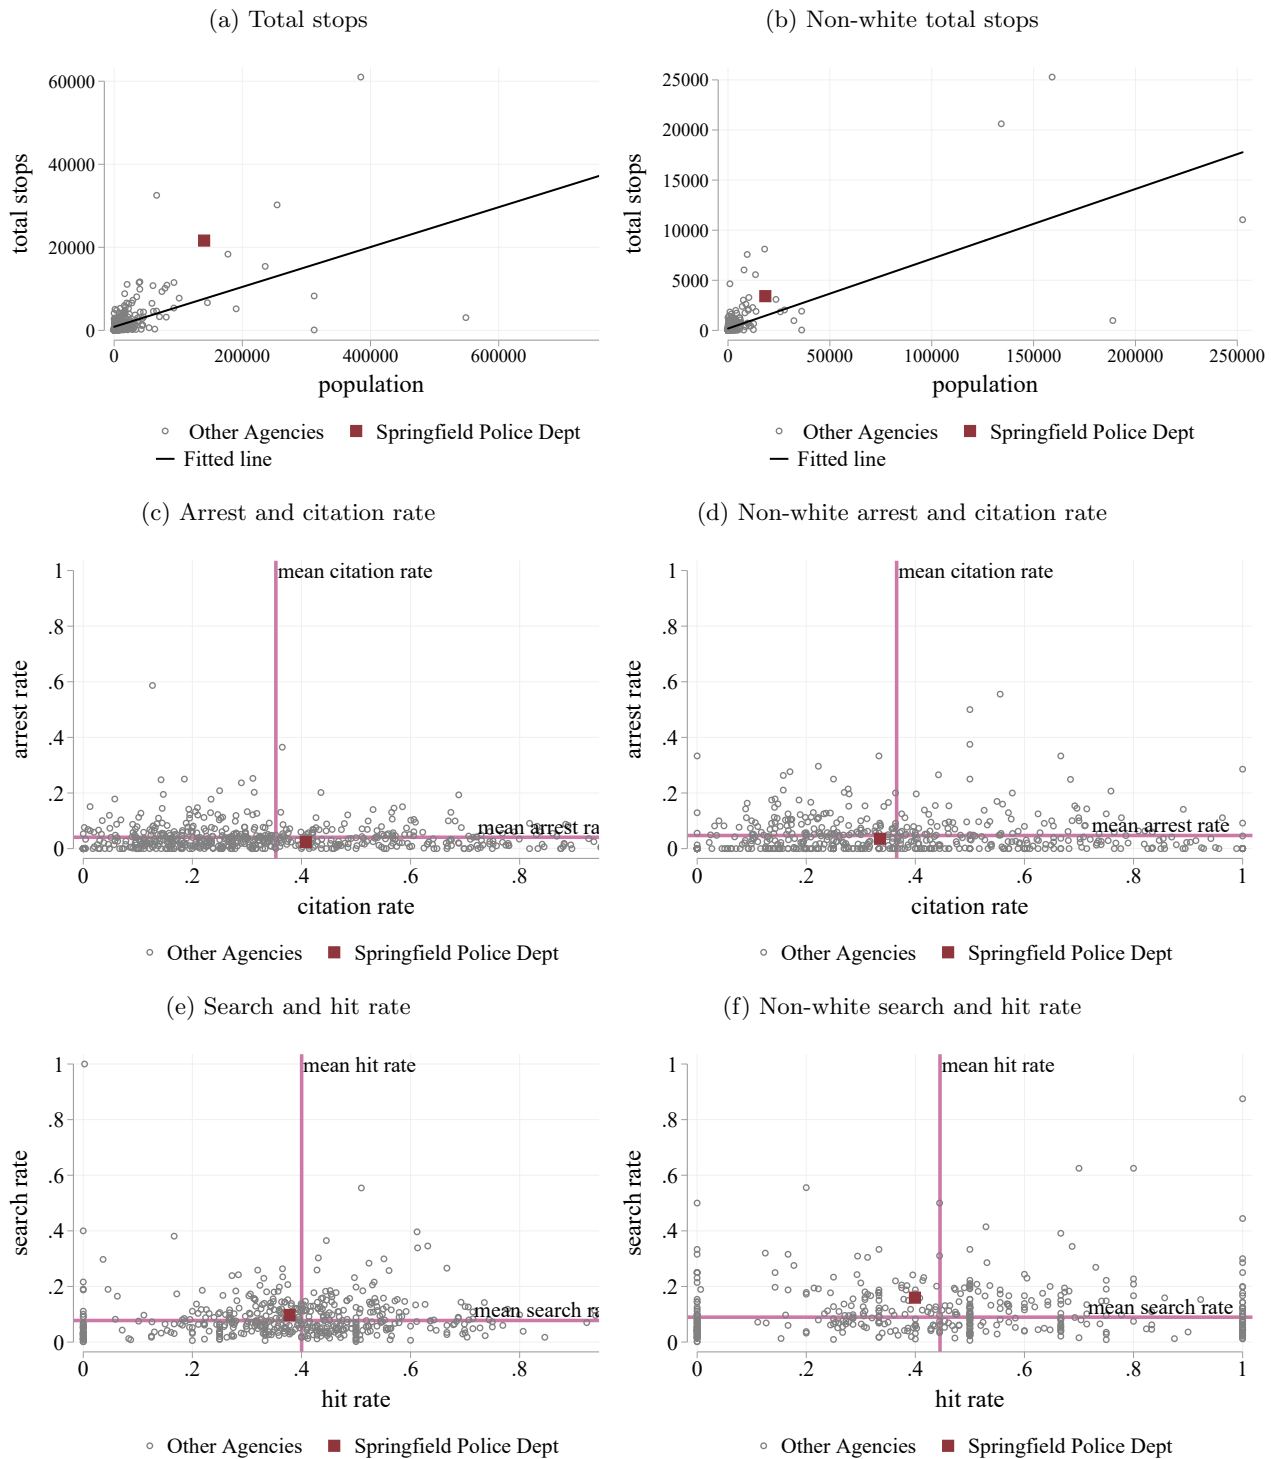 (a) Total stops
(b) Non-white total stops
60000
40000
20000
0
total stops
0 200000 400000 600000
population
Other Agencies Springfield Police Dept
Fitted line
25000
20000
15000
10000
5000
0
total stops
0 50000 100000 150000 200000 250000
population
Other Agencies Springfield Police Dept
Fitted line
(c) Arrest and citation rate
(d) Non-white arrest and citation rate
mean citation rate
1
.8
.6
.4
.2
0
arrest rate
mean arrest ra
0 .2 .4 .6 .8
citation rate
Other Agencies Springfield Police Dept
mean citation rate
1
.8
.6
.4
.2
0
arrest rate
mean arrest rate
0 .2 .4 .6 .8 1
citation rate
Other Agencies Springfield Police Dept
(e) Search and hit rate
(f) Non-white search and hit rate
mean hit rate
1
.8
.6
.4
.2
0
search rate
mean search ra
0 .2 .4 .6 .8
hit rate
Other Agencies Springfield Police Dept
mean hit rate
1
.8
.6
.4
.2
0
search rate
mean search rate
0 .2 .4 .6 .8 1
hit rate
Other Agencies Springfield Police Dept